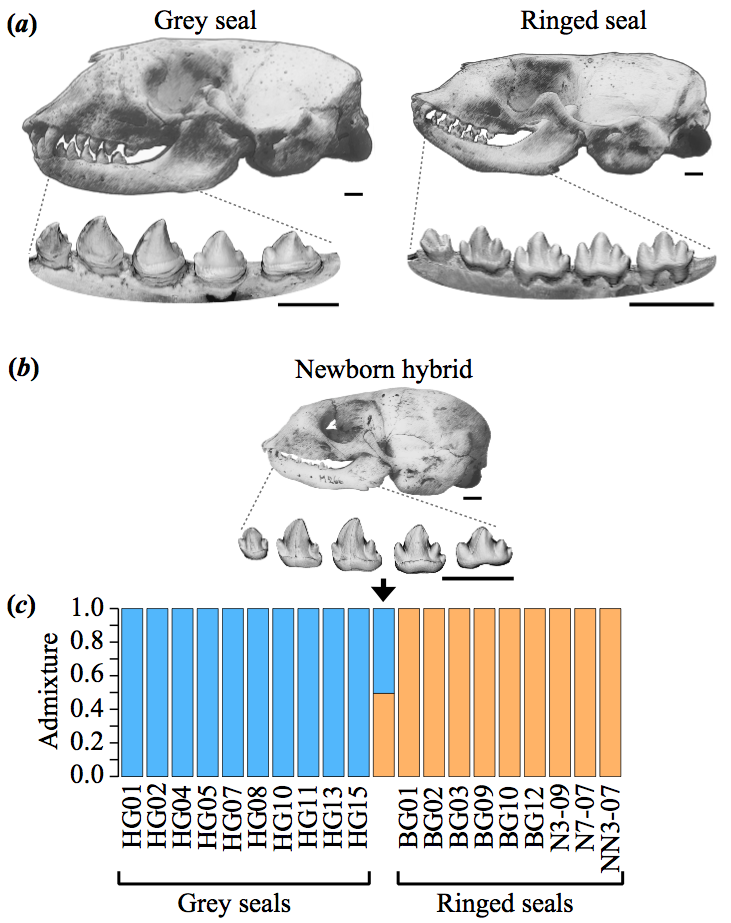 (a)
Grey seal
Ringed seal
(b)
Newborn hybrid
(c)
Admixture
1.0
0.8
0.6
0.4
0.2
0.0
HG01
HG02
HG04
HG05
HG07
HG08
HG10
HG11
HG13
HG15
BG01
BG02
BG03
BG09
BG10
BG12
N3-09
N7-07
NN3-07
Grey seals
Ringed seals